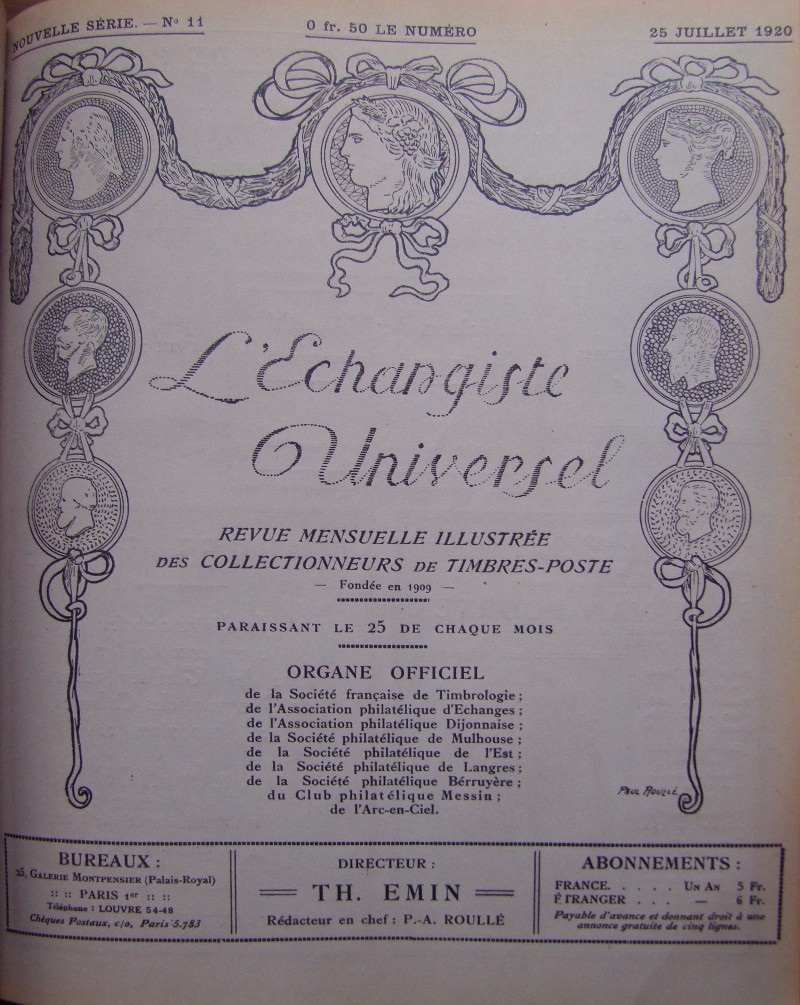 NOUVELLE SÉRIE. — Nº 11
0 fr. 50 LE NUMÉRO
25 JUILLET 1920
L'Echangiste
Universel
REVUE MENSUELLE ILLUSTRÉE
DES COLLECTIONNEURS DE TIMBRES-POSTE
— Fondée en 1909 —
PARAISSANT LE 25 DE CHAQUE MOIS
ORGANE OFFICIEL
de la Société française de Timbrologie ;
de l'Association philatélique d'Echanges ;
de l'Association philatélique Dijonnaise ;
de la Société philatélique de Mulhouse ;
de la Société philatélique de l'Est ;
de la Société philatélique de Langres ;
de la Société philatélique Bérruyère ;
du Club philatélique Messin ;
de l'Arc-en-Ciel.
PAUL ROULLÉ
BUREAUX :
25, GALERIE MONTPENSIER (Palais-Royal)
:: :: PARIS 1er :: ::
Téléphone : LOUVRE 54-48
Chèques Postaux, c/o, Paris 5.783
DIRECTEUR :
TH. EMIN
Rédacteur en chef : P.-A. ROULLÉ
ABONNEMENTS :
FRANCE. . . . . UN AN 5 Fr.
ÉTRANGER . . . — 6 Fr.
Payable d'avance et donnant droit à une
annonce gratuite de cinq lignes.